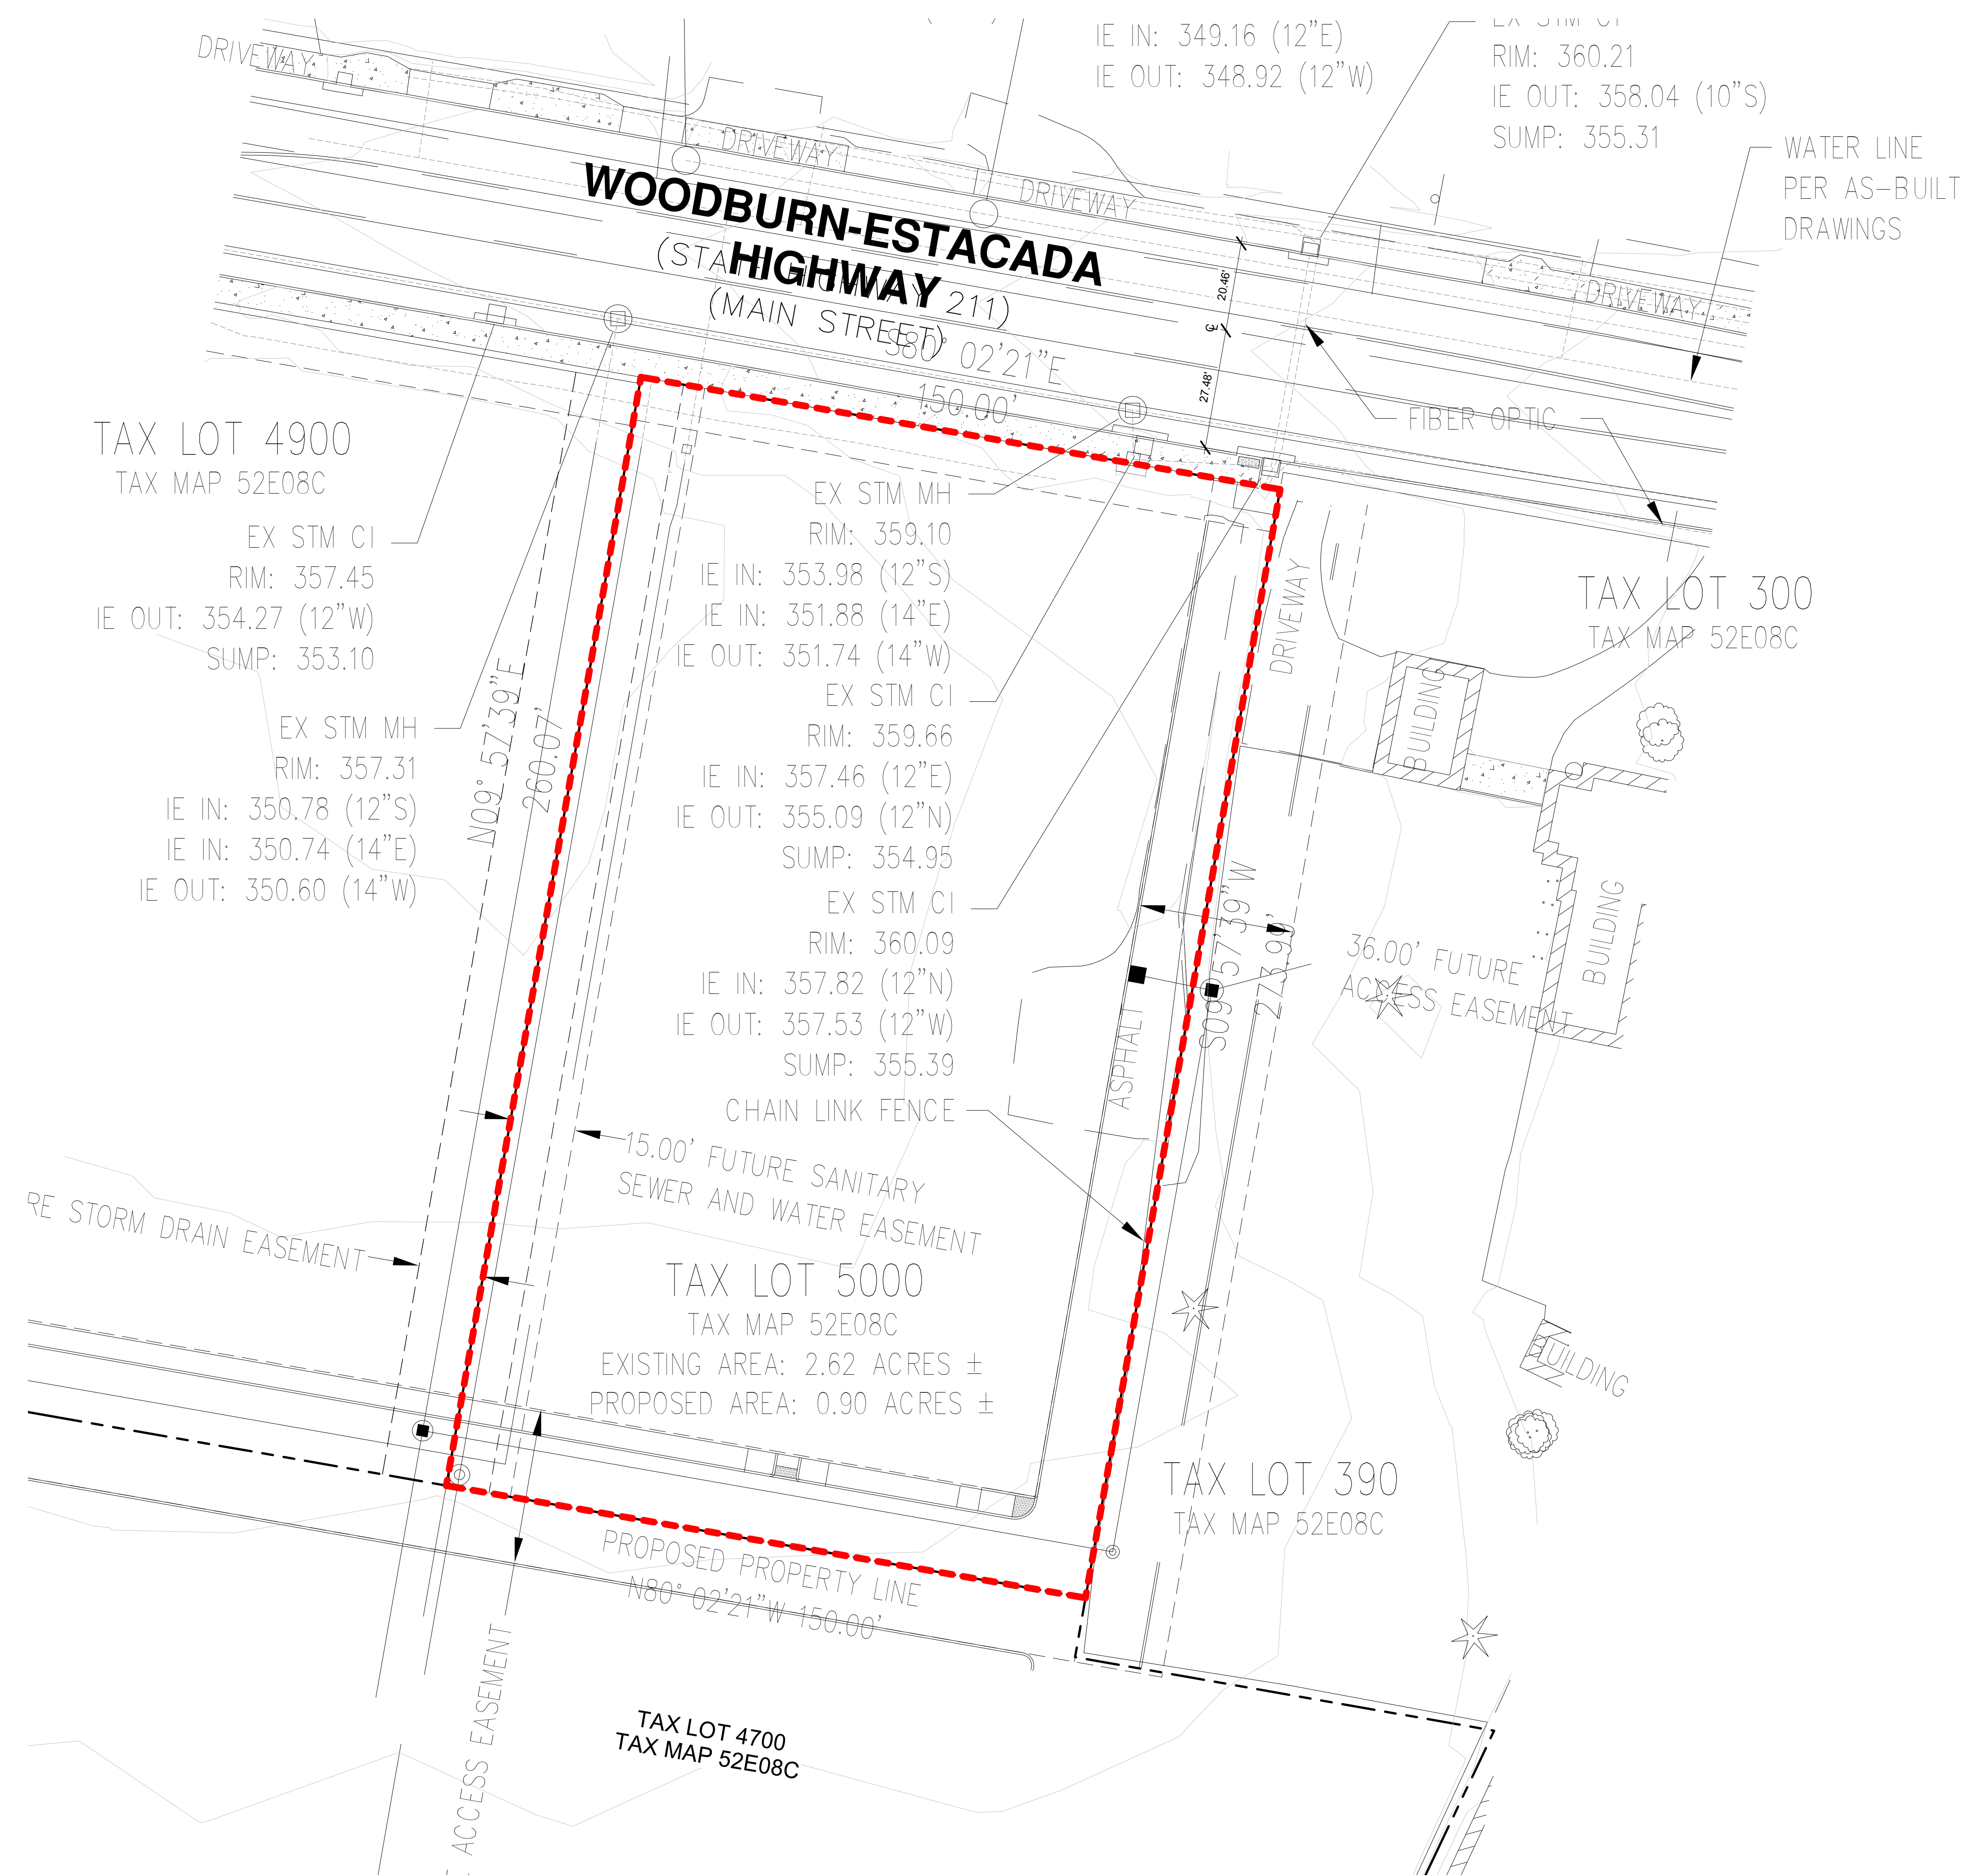 DRIVEWAY
IE IN: 349.16 (12"E)
IE OUT: 348.92 (12"W)
EX STM CI
RIM: 360.21
IE OUT: 358.04 (10"S)
SUMP: 355.31
WATER LINE
PER AS-BUILT
DRAWINGS
DRIVEWAY
DRIVEWAY
DRIVEWAY
WOODBURN-ESTACADA
HIGHWAY
(STATE HIGHWAY 211)
(MAIN STREET)
S80° 02'21"E
150.00'
20.46'
CL
27.48'
FIBER OPTIC
TAX LOT 4900
TAX MAP 52E08C
EX STM CI
RIM: 357.45
IE OUT: 354.27 (12"W)
SUMP: 353.10
EX STM MH
RIM: 357.31
IE IN: 350.78 (12"S)
IE IN: 350.74 (14"E)
IE OUT: 350.60 (14"W)
N09° 57'39"E
260.07'
EX STM MH
RIM: 359.10
IE IN: 353.98 (12"S)
IE IN: 351.88 (14"E)
IE OUT: 351.74 (14"W)
EX STM CI
RIM: 359.66
IE IN: 357.46 (12"E)
IE OUT: 355.09 (12"N)
SUMP: 354.95
EX STM CI
RIM: 360.09
IE IN: 357.82 (12"N)
IE OUT: 357.53 (12"W)
SUMP: 355.39
CHAIN LINK FENCE
DRIVEWAY
TAX LOT 300
TAX MAP 52E08C
BUILDING
BUILDING
BUILDING
S09° 57'39"W
273.99'
36.00' FUTURE
ACCESS EASEMENT
ASPHALT
15.00' FUTURE SANITARY
SEWER AND WATER EASEMENT
RE STORM DRAIN EASEMENT
TAX LOT 5000
TAX MAP 52E08C
EXISTING AREA: 2.62 ACRES ±
PROPOSED AREA: 0.90 ACRES ±
TAX LOT 390
TAX MAP 52E08C
PROPOSED PROPERTY LINE
N80° 02'21"W 150.00'
ACCESS EASEMENT
TAX LOT 4700
TAX MAP 52E08C